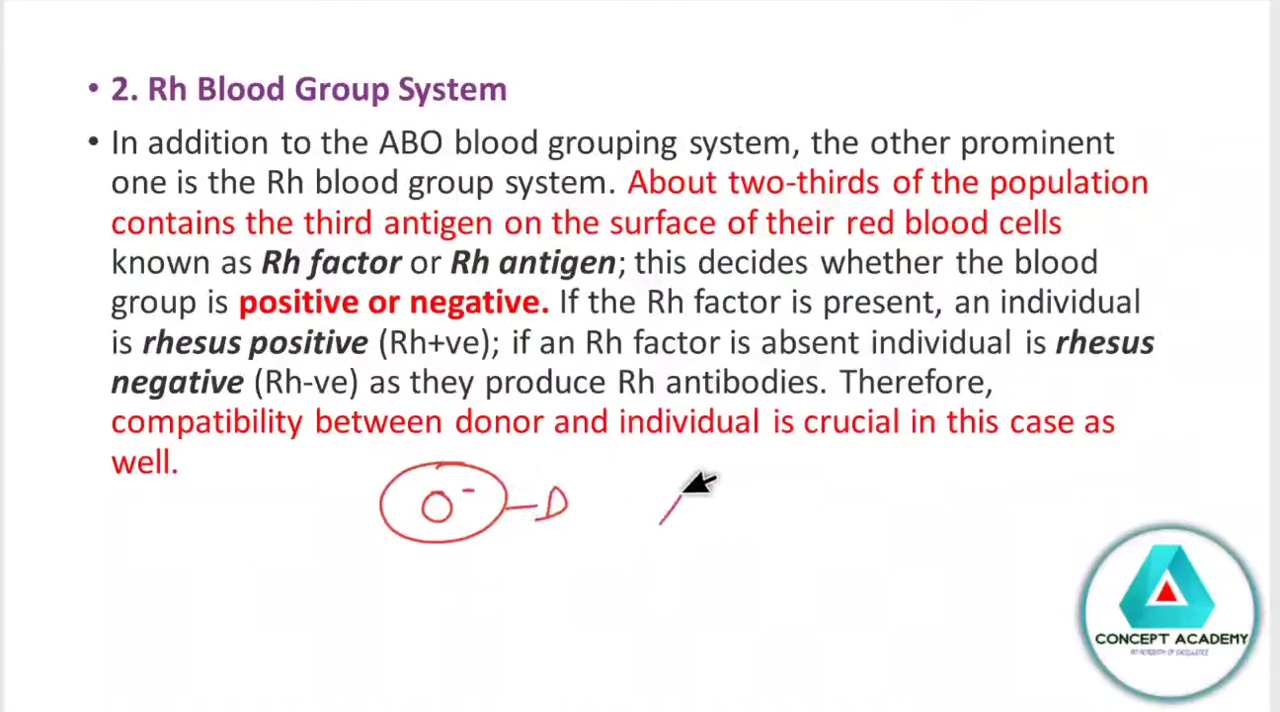 • 2. Rh Blood Group System
• In addition to the ABO blood grouping system, the other prominent
one is the Rh blood group system. About two-thirds of the population
contains the third antigen on the surface of their red blood cells
known as Rh factor or Rh antigen; this decides whether the blood
group is positive or negative. If the Rh factor is present, an individual
is rhesus positive (Rh+ve); if an Rh factor is absent individual is rhesus
negative (Rh-ve) as they produce Rh antibodies. Therefore,
compatibility between donor and individual is crucial in this case as
well.
O⁻ – D
CONCEPT ACADEMY
AN ACADEMY OF EXCELLENCE